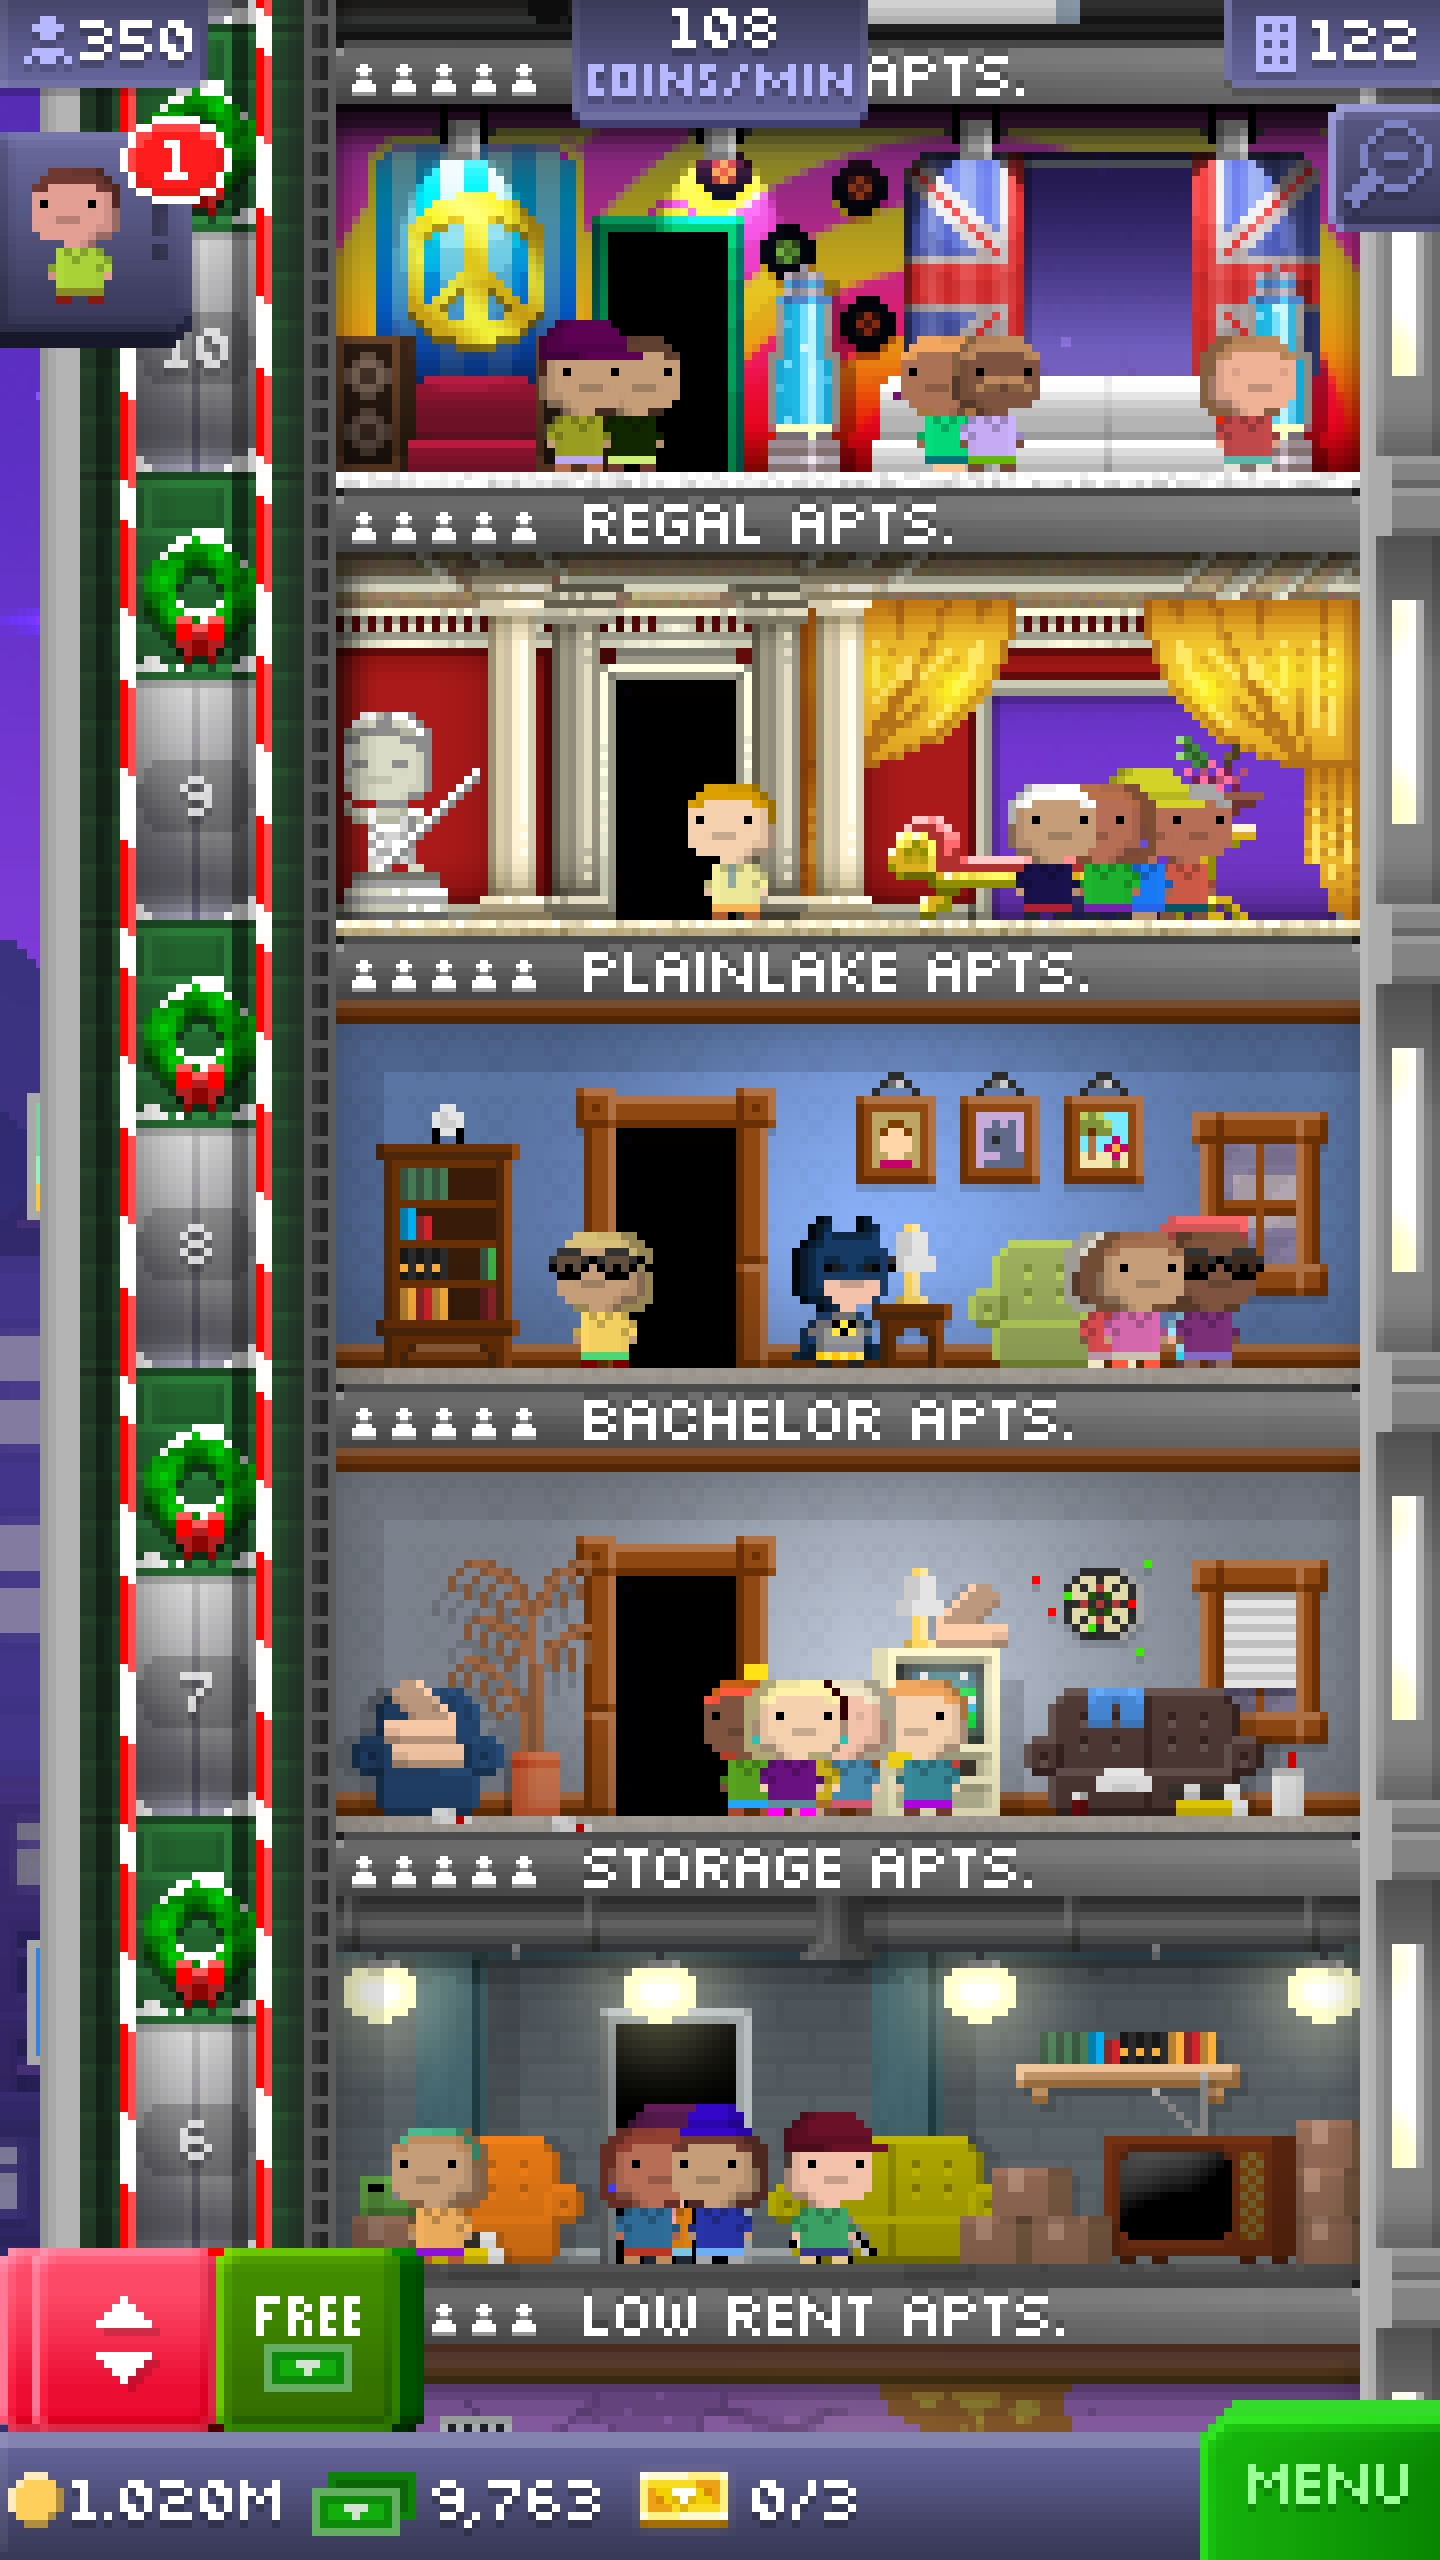 350
108
COINS/MIN
122
APTS.
1
10
REGAL APTS.
9
PLAINLAKE APTS.
8
BACHELOR APTS.
7
STORAGE APTS.
6
FREE
LOW RENT APTS.
1.020M
9,763
0/3
MENU